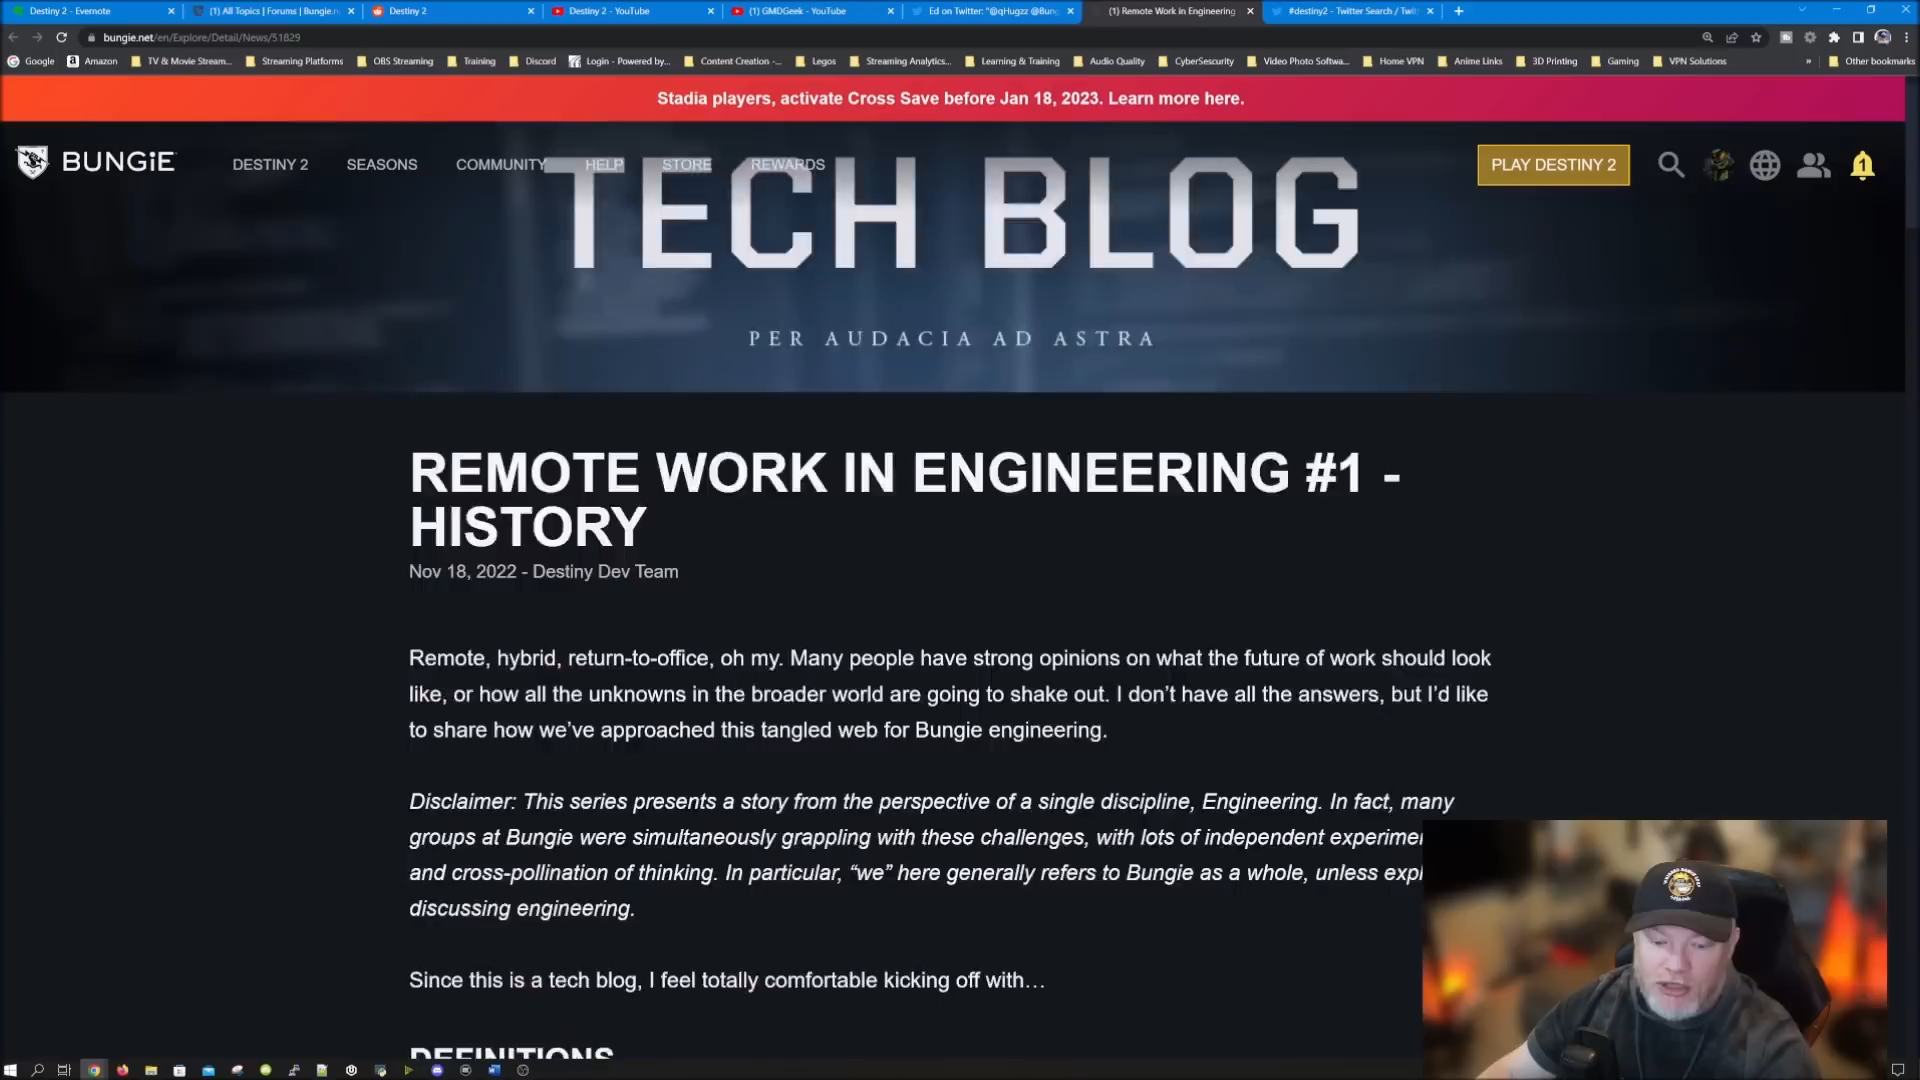 Destiny 2 - Evernote
(1) All Topics | Forums | Bungie.n
Destiny 2
Destiny 2 - YouTube
(1) GMDGeek - YouTube
Ed on Twitter: "@qHugzz @Bung
(1) Remote Work in Engineering
#destiny2 - Twitter Search / Twit
bungie.net/en/Explore/Detail/News/51829
Google
Amazon
TV & Movie Stream...
Streaming Platforms
OBS Streaming
Training
Discord
Login - Powered by...
Content Creation -...
Legos
Streaming Analytics...
Learning & Training
Audio Quality
CyberSescurity
Video Photo Softwa...
Home VPN
Anime Links
3D Printing
Gaming
VPN Solutions
»
Other bookmarks
Stadia players, activate Cross Save before Jan 18, 2023. Learn more here.
BUNGiE
DESTINY 2
SEASONS
COMMUNITY
HELP
STORE
REWARDS
PLAY DESTINY 2
1
TECH BLOG
PER AUDACIA AD ASTRA
REMOTE WORK IN ENGINEERING #1 -
HISTORY
Nov 18, 2022 - Destiny Dev Team
Remote, hybrid, return-to-office, oh my. Many people have strong opinions on what the future of work should look
like, or how all the unknowns in the broader world are going to shake out. I don’t have all the answers, but I’d like
to share how we’ve approached this tangled web for Bungie engineering.
Disclaimer: This series presents a story from the perspective of a single discipline, Engineering. In fact, many
groups at Bungie were simultaneously grappling with these challenges, with lots of independent experimen
and cross-pollination of thinking. In particular, “we” here generally refers to Bungie as a whole, unless expl
discussing engineering.
Since this is a tech blog, I feel totally comfortable kicking off with…
DEFINITIONS